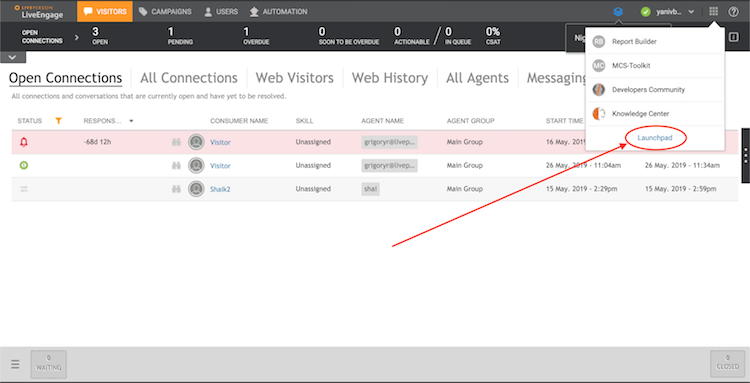 LIVEPERSON
LiveEngage
VISITORS
CAMPAIGNS
USERS
AUTOMATION
yanivb...
OPEN CONNECTIONS
3 OPEN
1 PENDING
1 OVERDUE
0 SOON TO BE OVERDUE
0 ACTIONABLE / 0 IN QUEUE
0% CSAT
RB Report Builder
MC MCS-Toolkit
Developers Community
Knowledge Center
Launchpad
Open Connections
All Connections
Web Visitors
Web History
All Agents
Messaging
All connections and conversations that are currently open and have yet to be resolved.
STATUS RESPONS... CONSUMER NAME SKILL AGENT NAME AGENT GROUP START TIME
-68d 12h Visitor Unassigned grigoryr@livep... Main Group 16 May. 2019
Visitor Unassigned grigoryr@livep... Main Group 26 May. 2019 - 11:04am 26 May. 2019 - 11:34am
Shalk2 Unassigned shal Main Group 15 May. 2019 - 2:29pm 15 May. 2019 - 2:59pm
0 WAITING
0 CLOSED